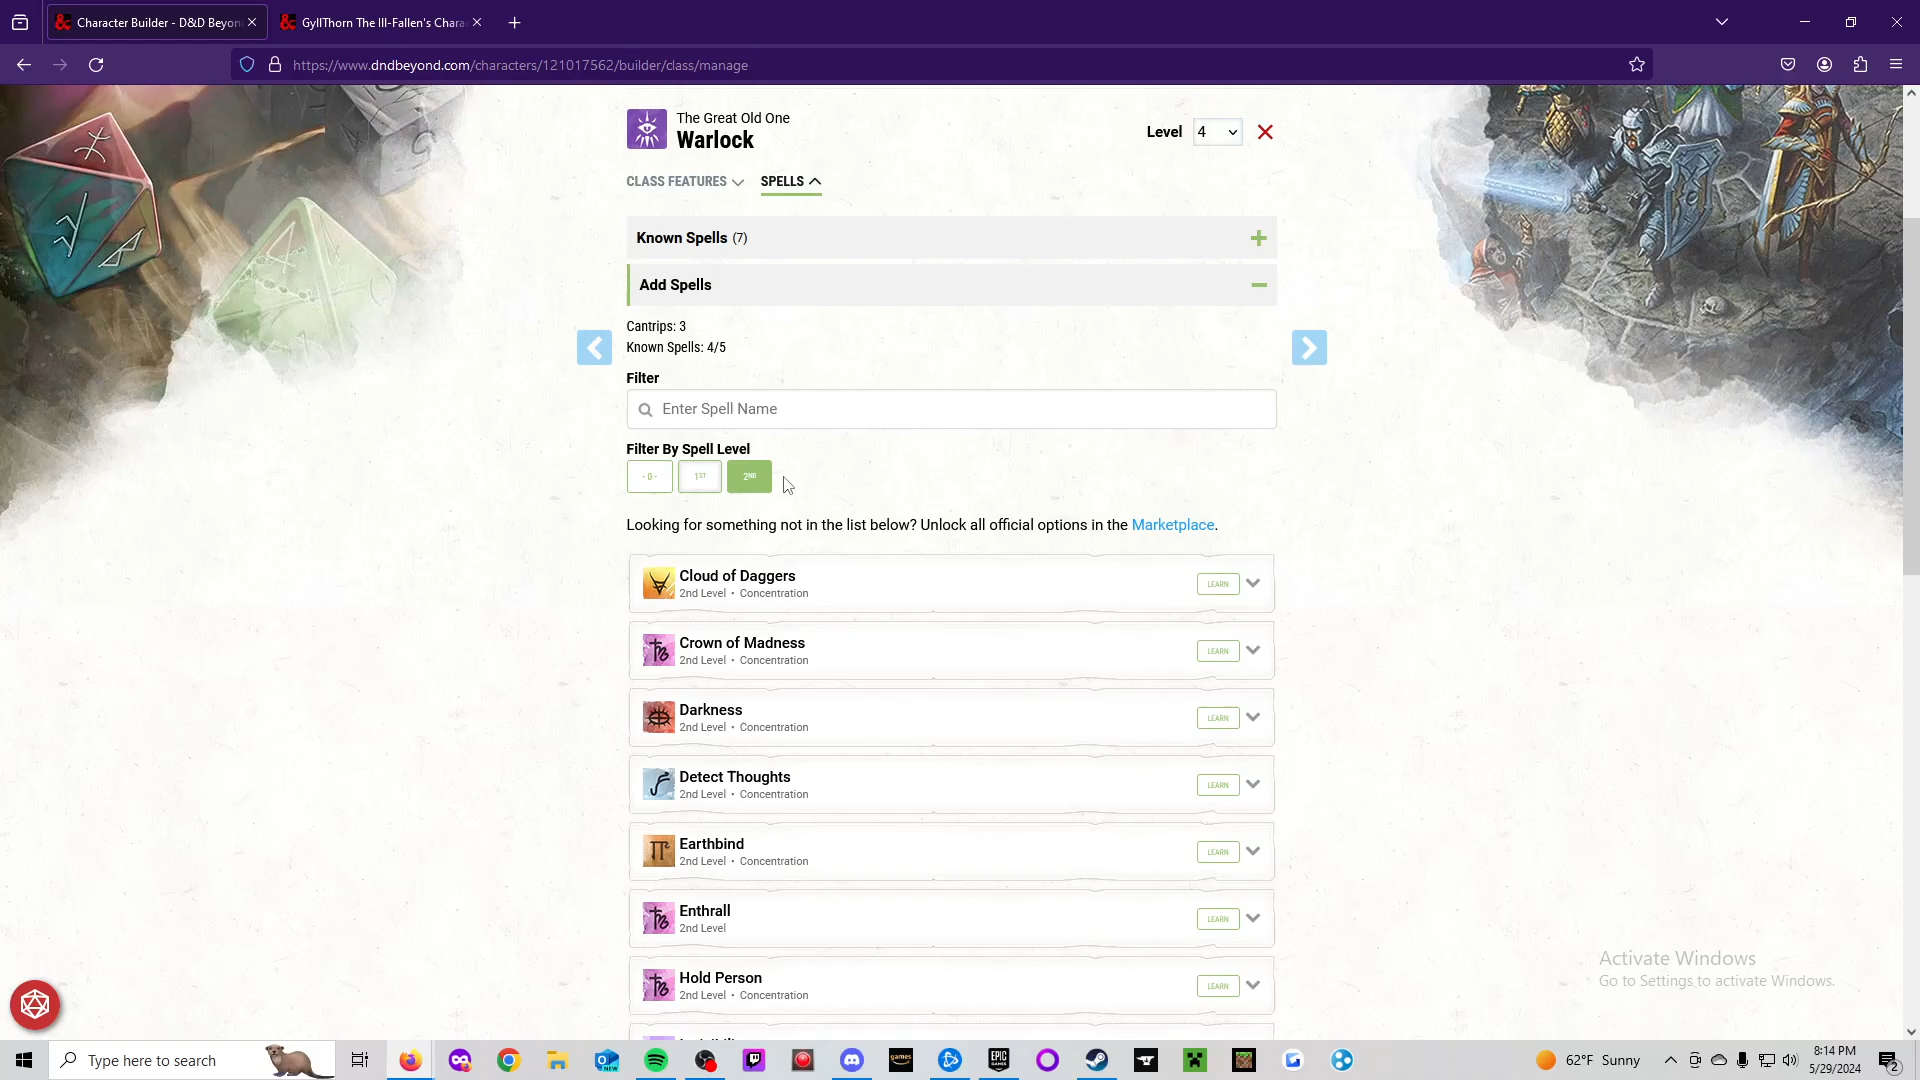 Character Builder - D&D Beyon
GyllThorn The Ill-Fallen's Chara
https://www.dndbeyond.com/characters/121017562/builder/class/manage
The Great Old One
Warlock
Level 4
CLASS FEATURES
SPELLS
Known Spells (7)
Add Spells
Cantrips: 3
Known Spells: 4/5
Filter
Enter Spell Name
Filter By Spell Level
- 0 -
1ST
2ND
Looking for something not in the list below? Unlock all official options in the Marketplace.
Cloud of Daggers
2nd Level • Concentration
LEARN
Crown of Madness
2nd Level • Concentration
LEARN
Darkness
2nd Level • Concentration
LEARN
Detect Thoughts
2nd Level • Concentration
LEARN
Earthbind
2nd Level • Concentration
LEARN
Enthrall
2nd Level
LEARN
Hold Person
2nd Level • Concentration
LEARN
Activate Windows
Go to Settings to activate Windows.
Type here to search
62°F Sunny
8:14 PM
5/29/2024
2